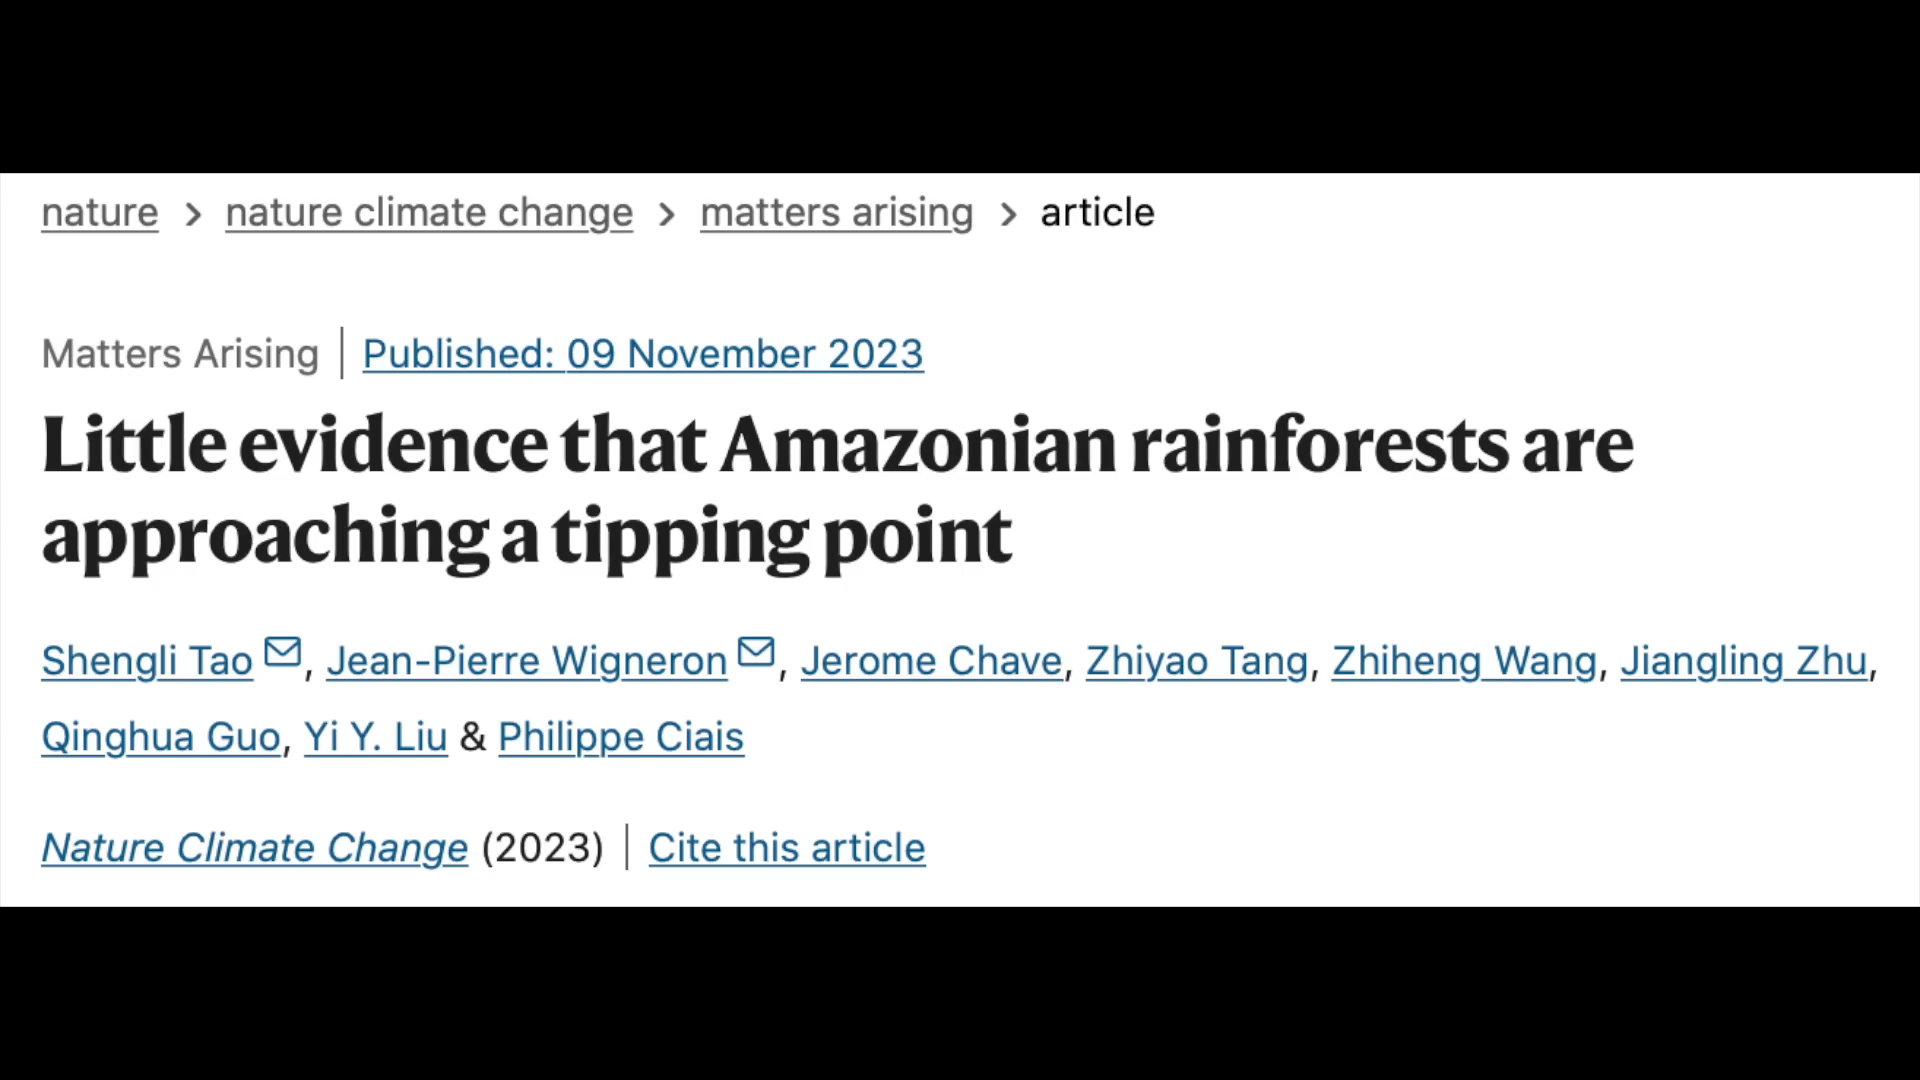 nature > nature climate change > matters arising > article
Matters Arising | Published: 09 November 2023
Little evidence that Amazonian rainforests are
approaching a tipping point
Shengli Tao, Jean-Pierre Wigneron, Jerome Chave, Zhiyao Tang, Zhiheng Wang, Jiangling Zhu,
Qinghua Guo, Yi Y. Liu & Philippe Ciais
Nature Climate Change (2023) | Cite this article